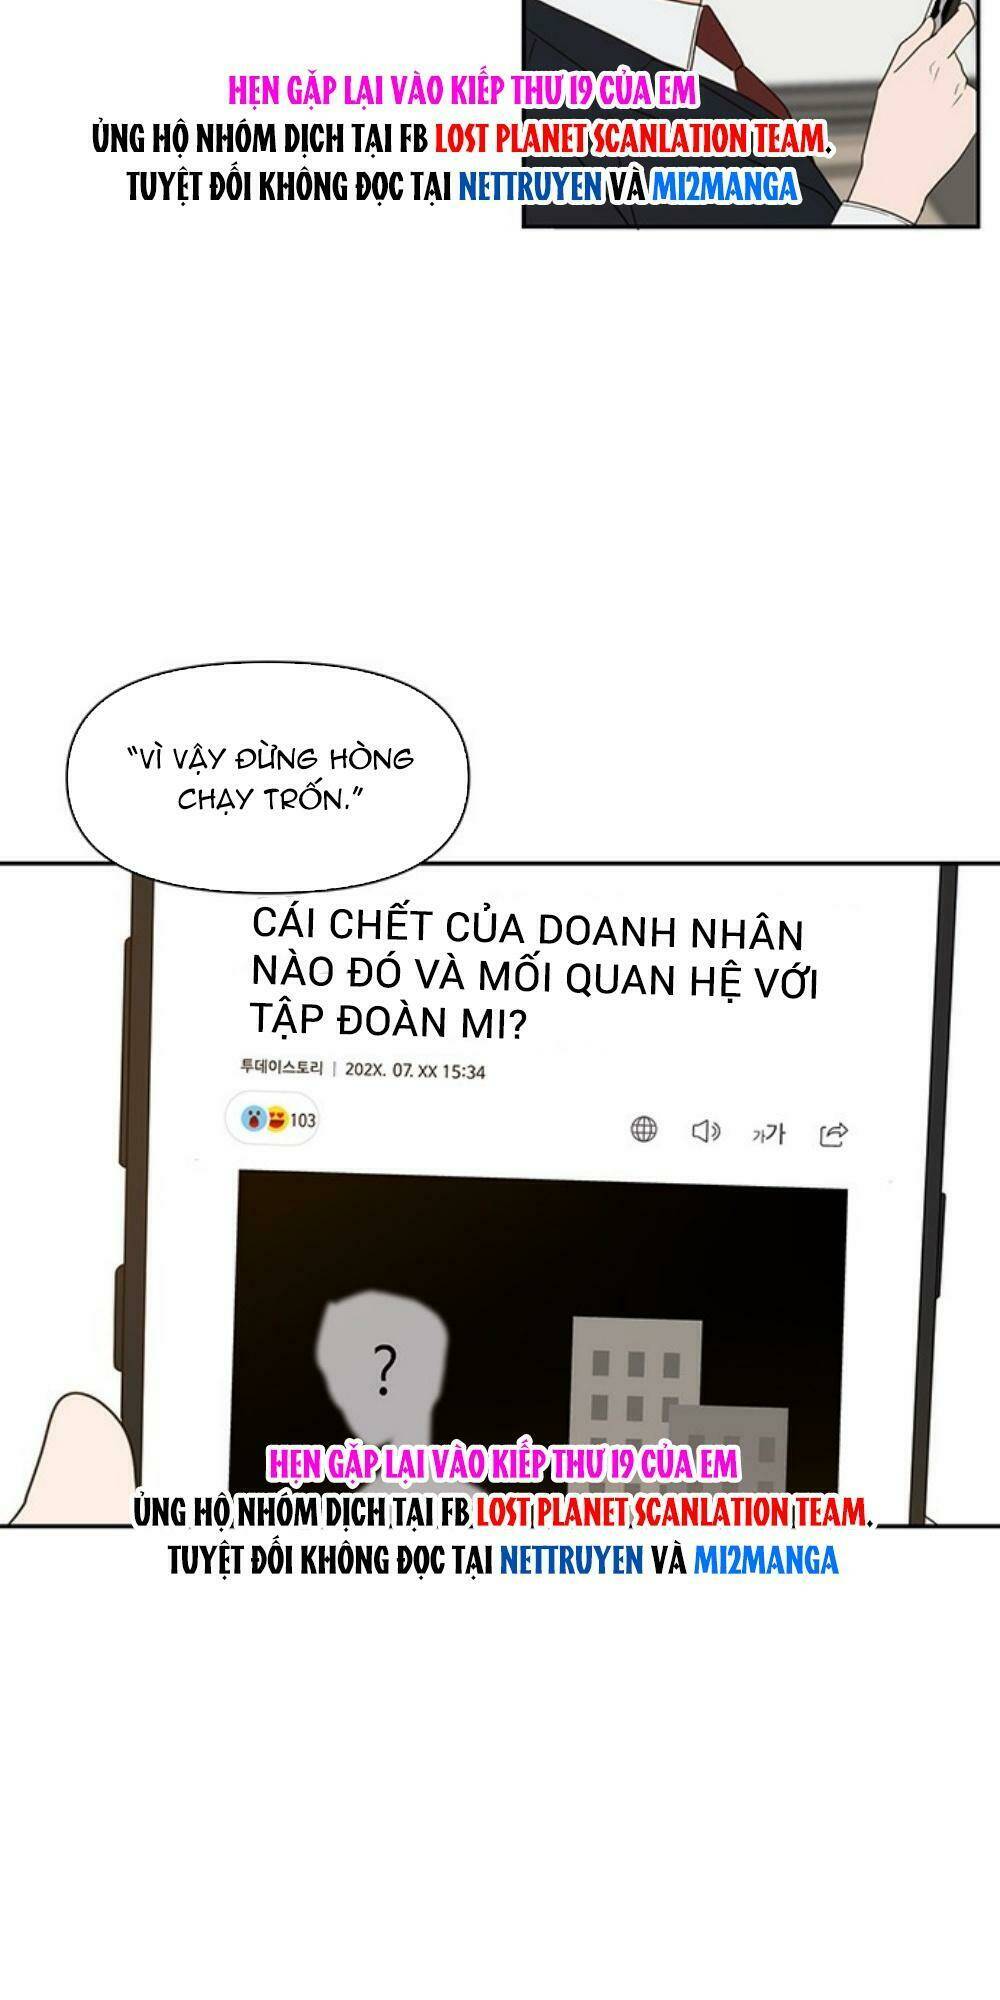 HẸN GẶP LẠI VÀO KIẾP THƯ 19 CỦA EM
ỦNG HỘ NHÓM DỊCH TẠI FB LOST PLANET SCANLATION TEAM.
TUYỆT ĐỐI KHÔNG ĐỌC TẠI NETTRUYEN VÀ MI2MANGA
“VÌ VẬY ĐỪNG HÒNG
CHẠY TRỐN.”
CÁI CHẾT CỦA DOANH NHÂN
NÀO ĐÓ VÀ MỐI QUAN HỆ VỚI
TẬP ĐOÀN MI?
투데이스토리 | 202X. 07. XX 15:34
103
가가
?
HẸN GẶP LẠI VÀO KIẾP THƯ 19 CỦA EM
ỦNG HỘ NHÓM DỊCH TẠI FB LOST PLANET SCANLATION TEAM.
TUYỆT ĐỐI KHÔNG ĐỌC TẠI NETTRUYEN VÀ MI2MANGA